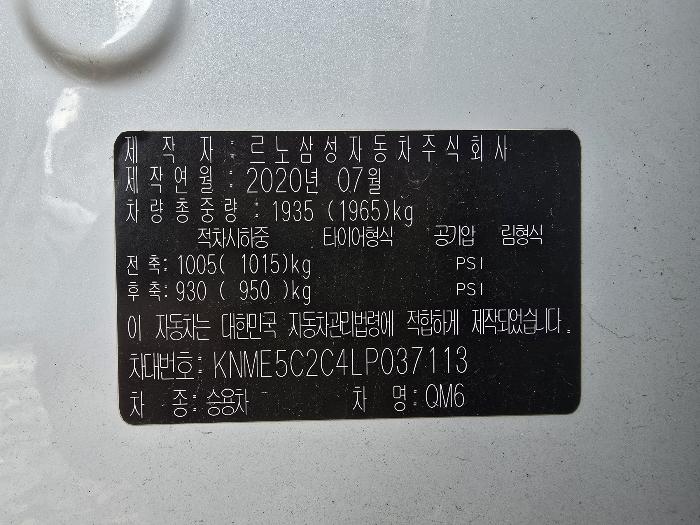 제 작 자 : 르노삼성자동차주식회사
제작연월 : 2020년 07월
차량총중량 : 1935 (1965)kg
적차시하중 타이어형식 공기압 림형식
전 축: 1005( 1015)kg PSI
후 축: 930 ( 950 )kg PSI
이 자동차는 대한민국 자동차관리법령에 적합하게 제작되었습니다.
차대번호: KNME5C2C4LP037113
차 종: 승용차 차 명: QM6